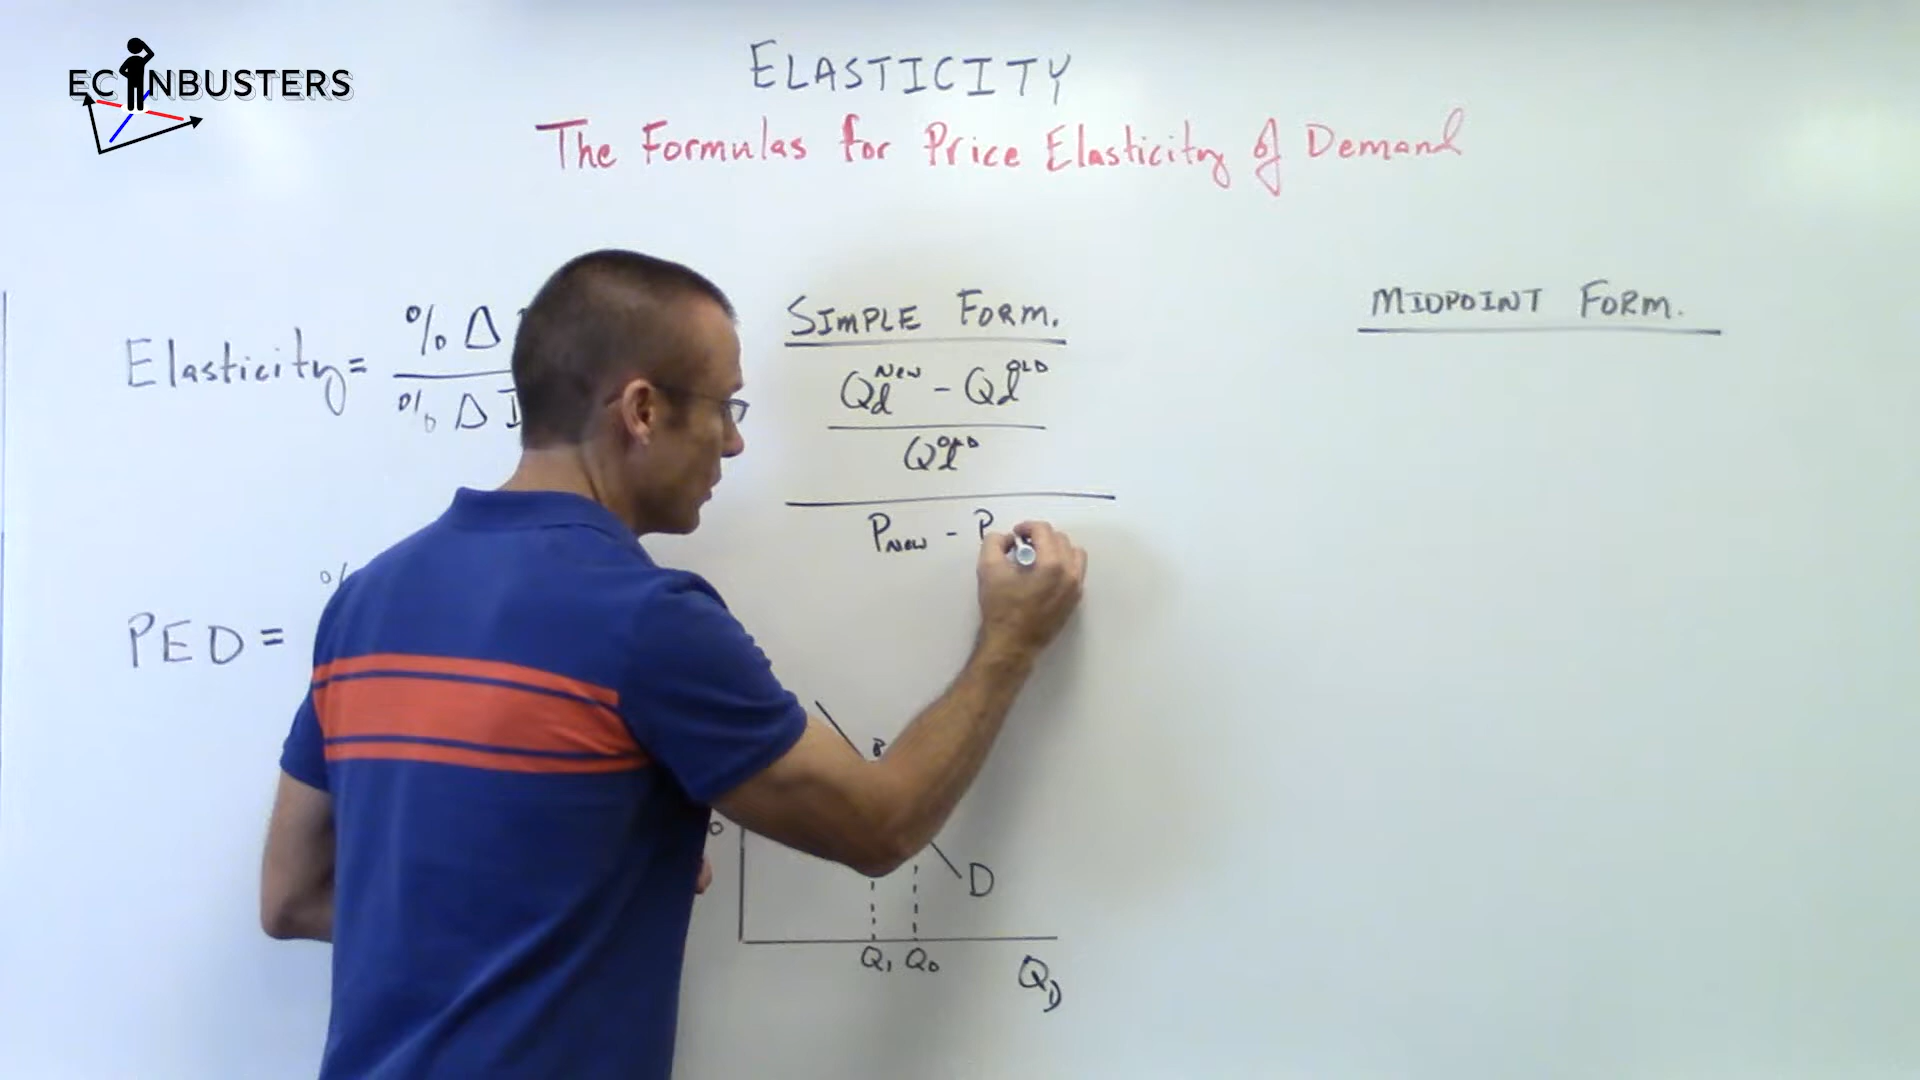 ECONBUSTERS
ELASTICITY
The Formulas for Price Elasticity of Demand
Elasticity = % Δ
% Δ
PED = %
SIMPLE FORM.
Qd^New - Qd^OLD
Qd^OLD
P_New - P
B
D
Q1 Q0
QD
MIDPOINT FORM.